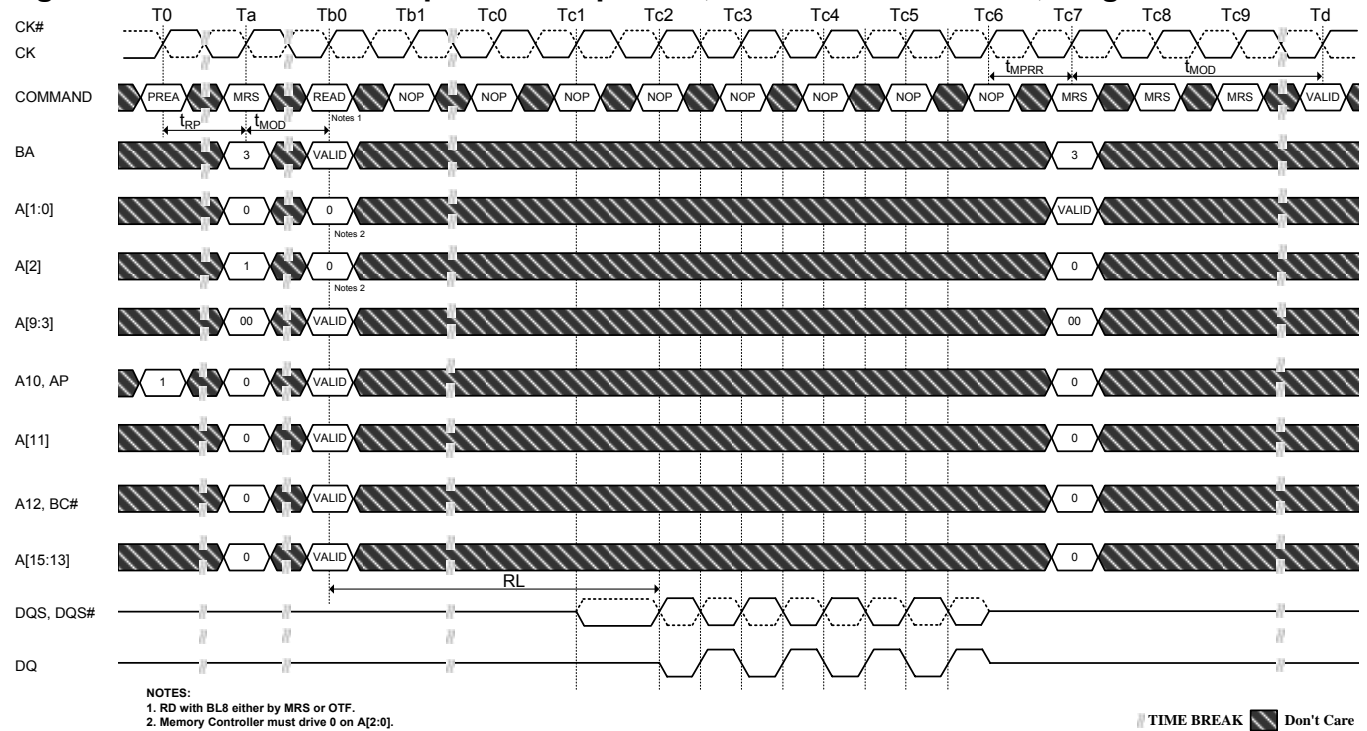 T0 Ta Tb0 Tb1 Tc0 Tc1 Tc2 Tc3 Tc4 Tc5 Tc6 Tc7 Tc8 Tc9 Td
CK#
CK
tMPRR tMOD
COMMAND PREA MRS READ NOP NOP NOP NOP NOP NOP NOP NOP MRS MRS MRS VALID
Notes 1
tRP tMOD
BA 3 VALID 3
A[1:0] 0 0 VALID
Notes 2
A[2] 1 0 0
Notes 2
A[9:3] 00 VALID 00
A10, AP 1 0 VALID 0
A[11] 0 VALID 0
A12, BC# 0 VALID 0
A[15:13] 0 VALID 0
RL
DQS, DQS#
DQ
NOTES:
1. RD with BL8 either by MRS or OTF.
2. Memory Controller must drive 0 on A[2:0].
TIME BREAK Don't Care